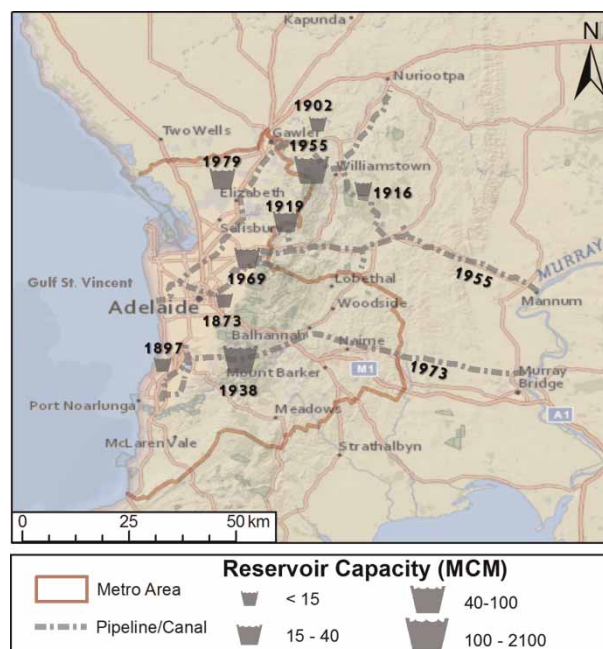 Kapunda
N
Nuriootpa
1902
Two Wells
Gawler
1955
1979
Williamstown
Elizabeth
1916
1919
Salisbury
Gulf St. Vincent
1969
Lobethal
1955
MURRAY
Adelaide
Woodside
Mannum
1873
Balhannah
1897
Nairne
Mount Barker
M1
1973
Murray
Bridge
1938
Port Noarlunga
Meadows
A1
McLaren Vale
Strathalbyn
0 25 50 km
Reservoir Capacity (MCM)
Metro Area
< 15
40-100
Pipeline/Canal
15 - 40
100 - 2100